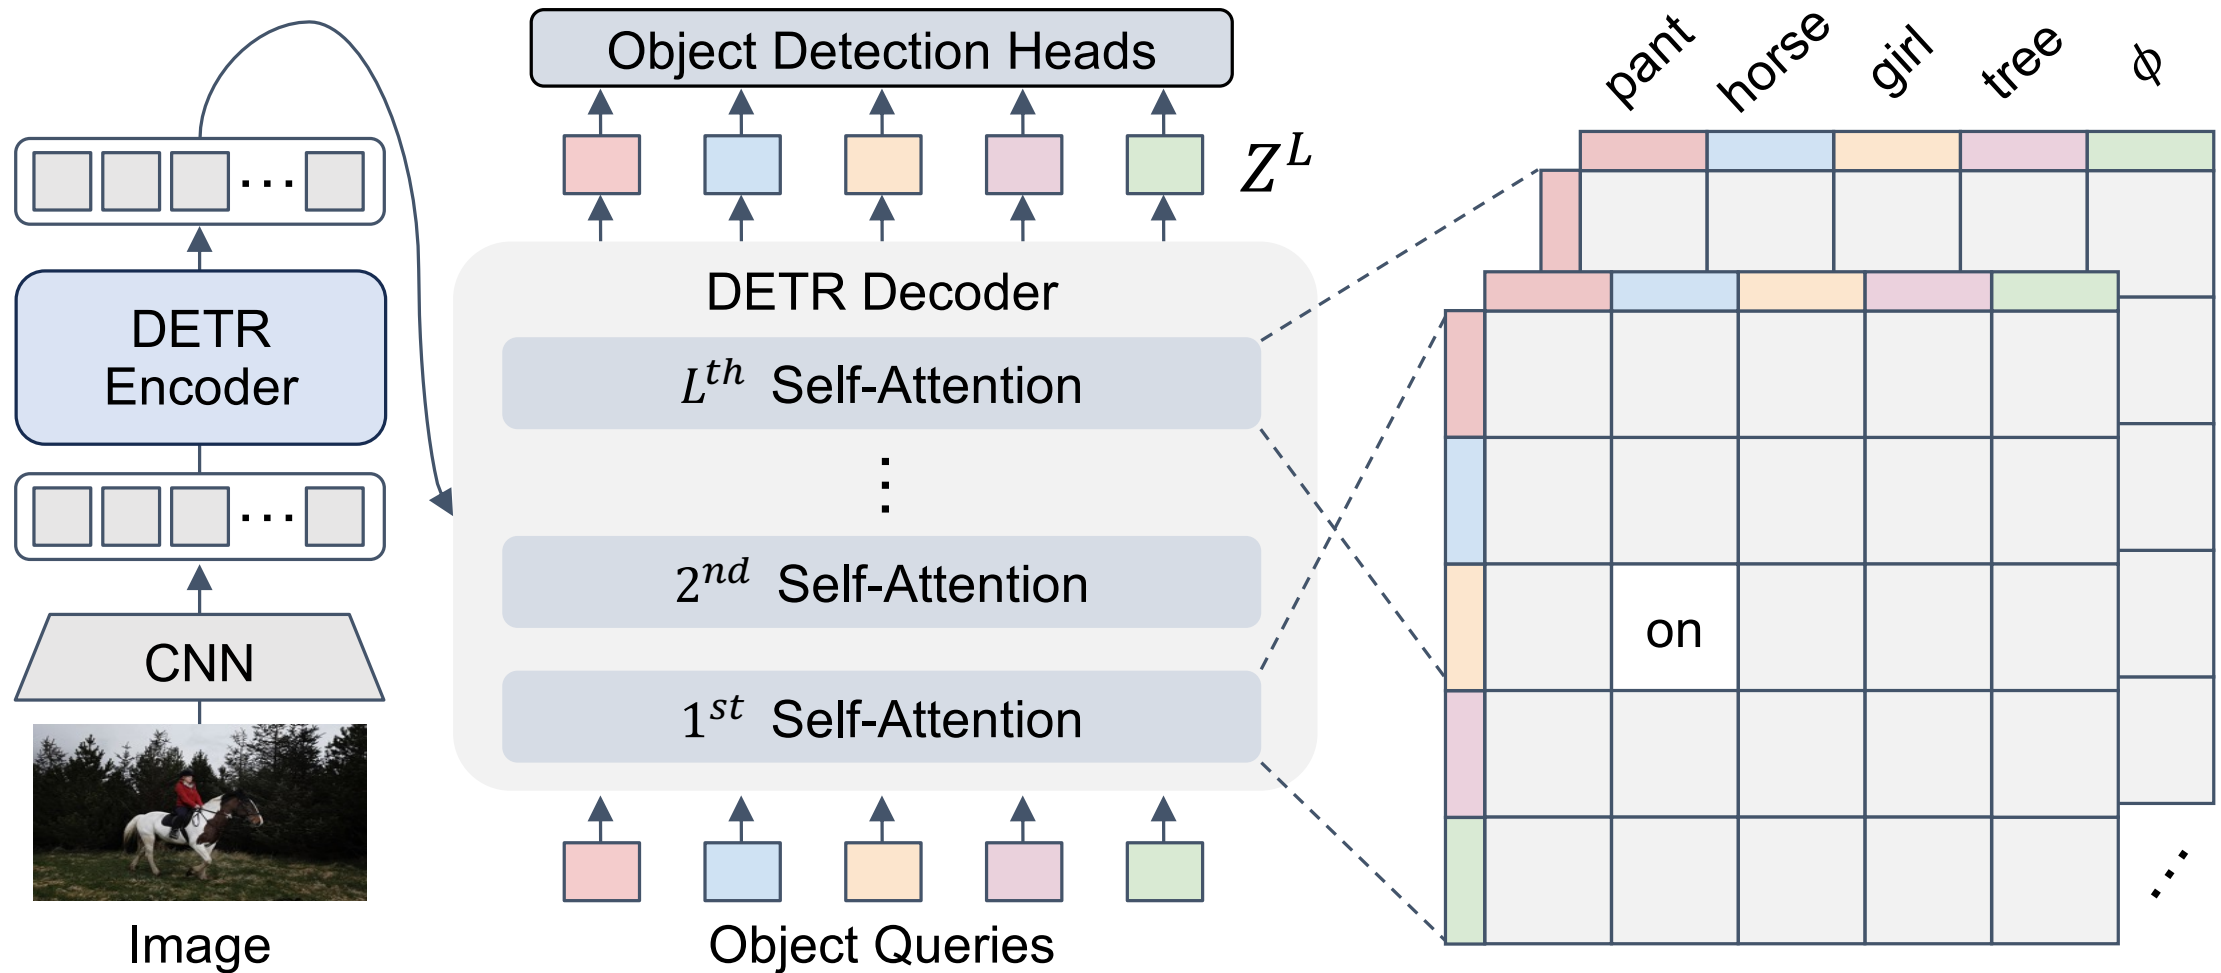 Object Detection Heads
pant
horse
girl
tree
ϕ
Z^L
DETR
Encoder
DETR Decoder
L^th Self-Attention
2^nd Self-Attention
1^st Self-Attention
on
CNN
Image
Object Queries